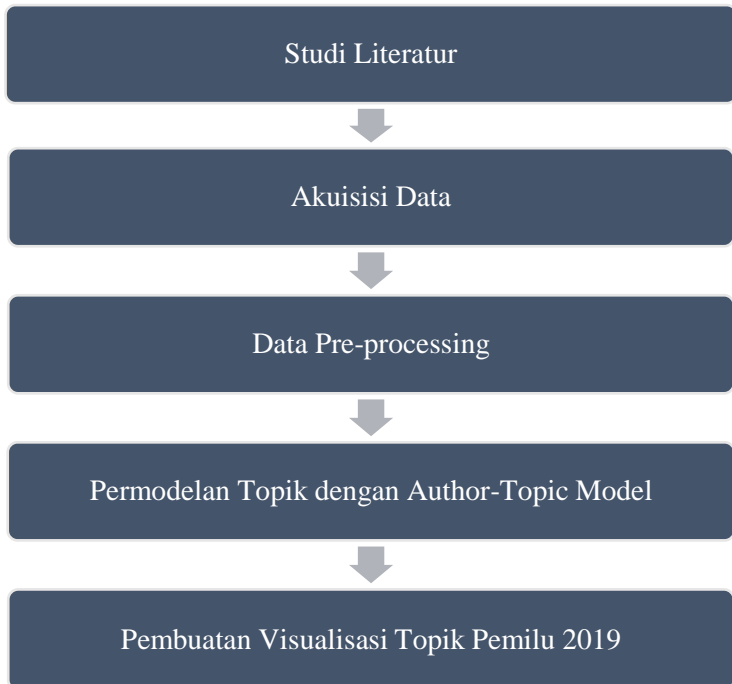 Studi Literatur
Akuisisi Data
Data Pre-processing
Permodelan Topik dengan Author-Topic Model
Pembuatan Visualisasi Topik Pemilu 2019